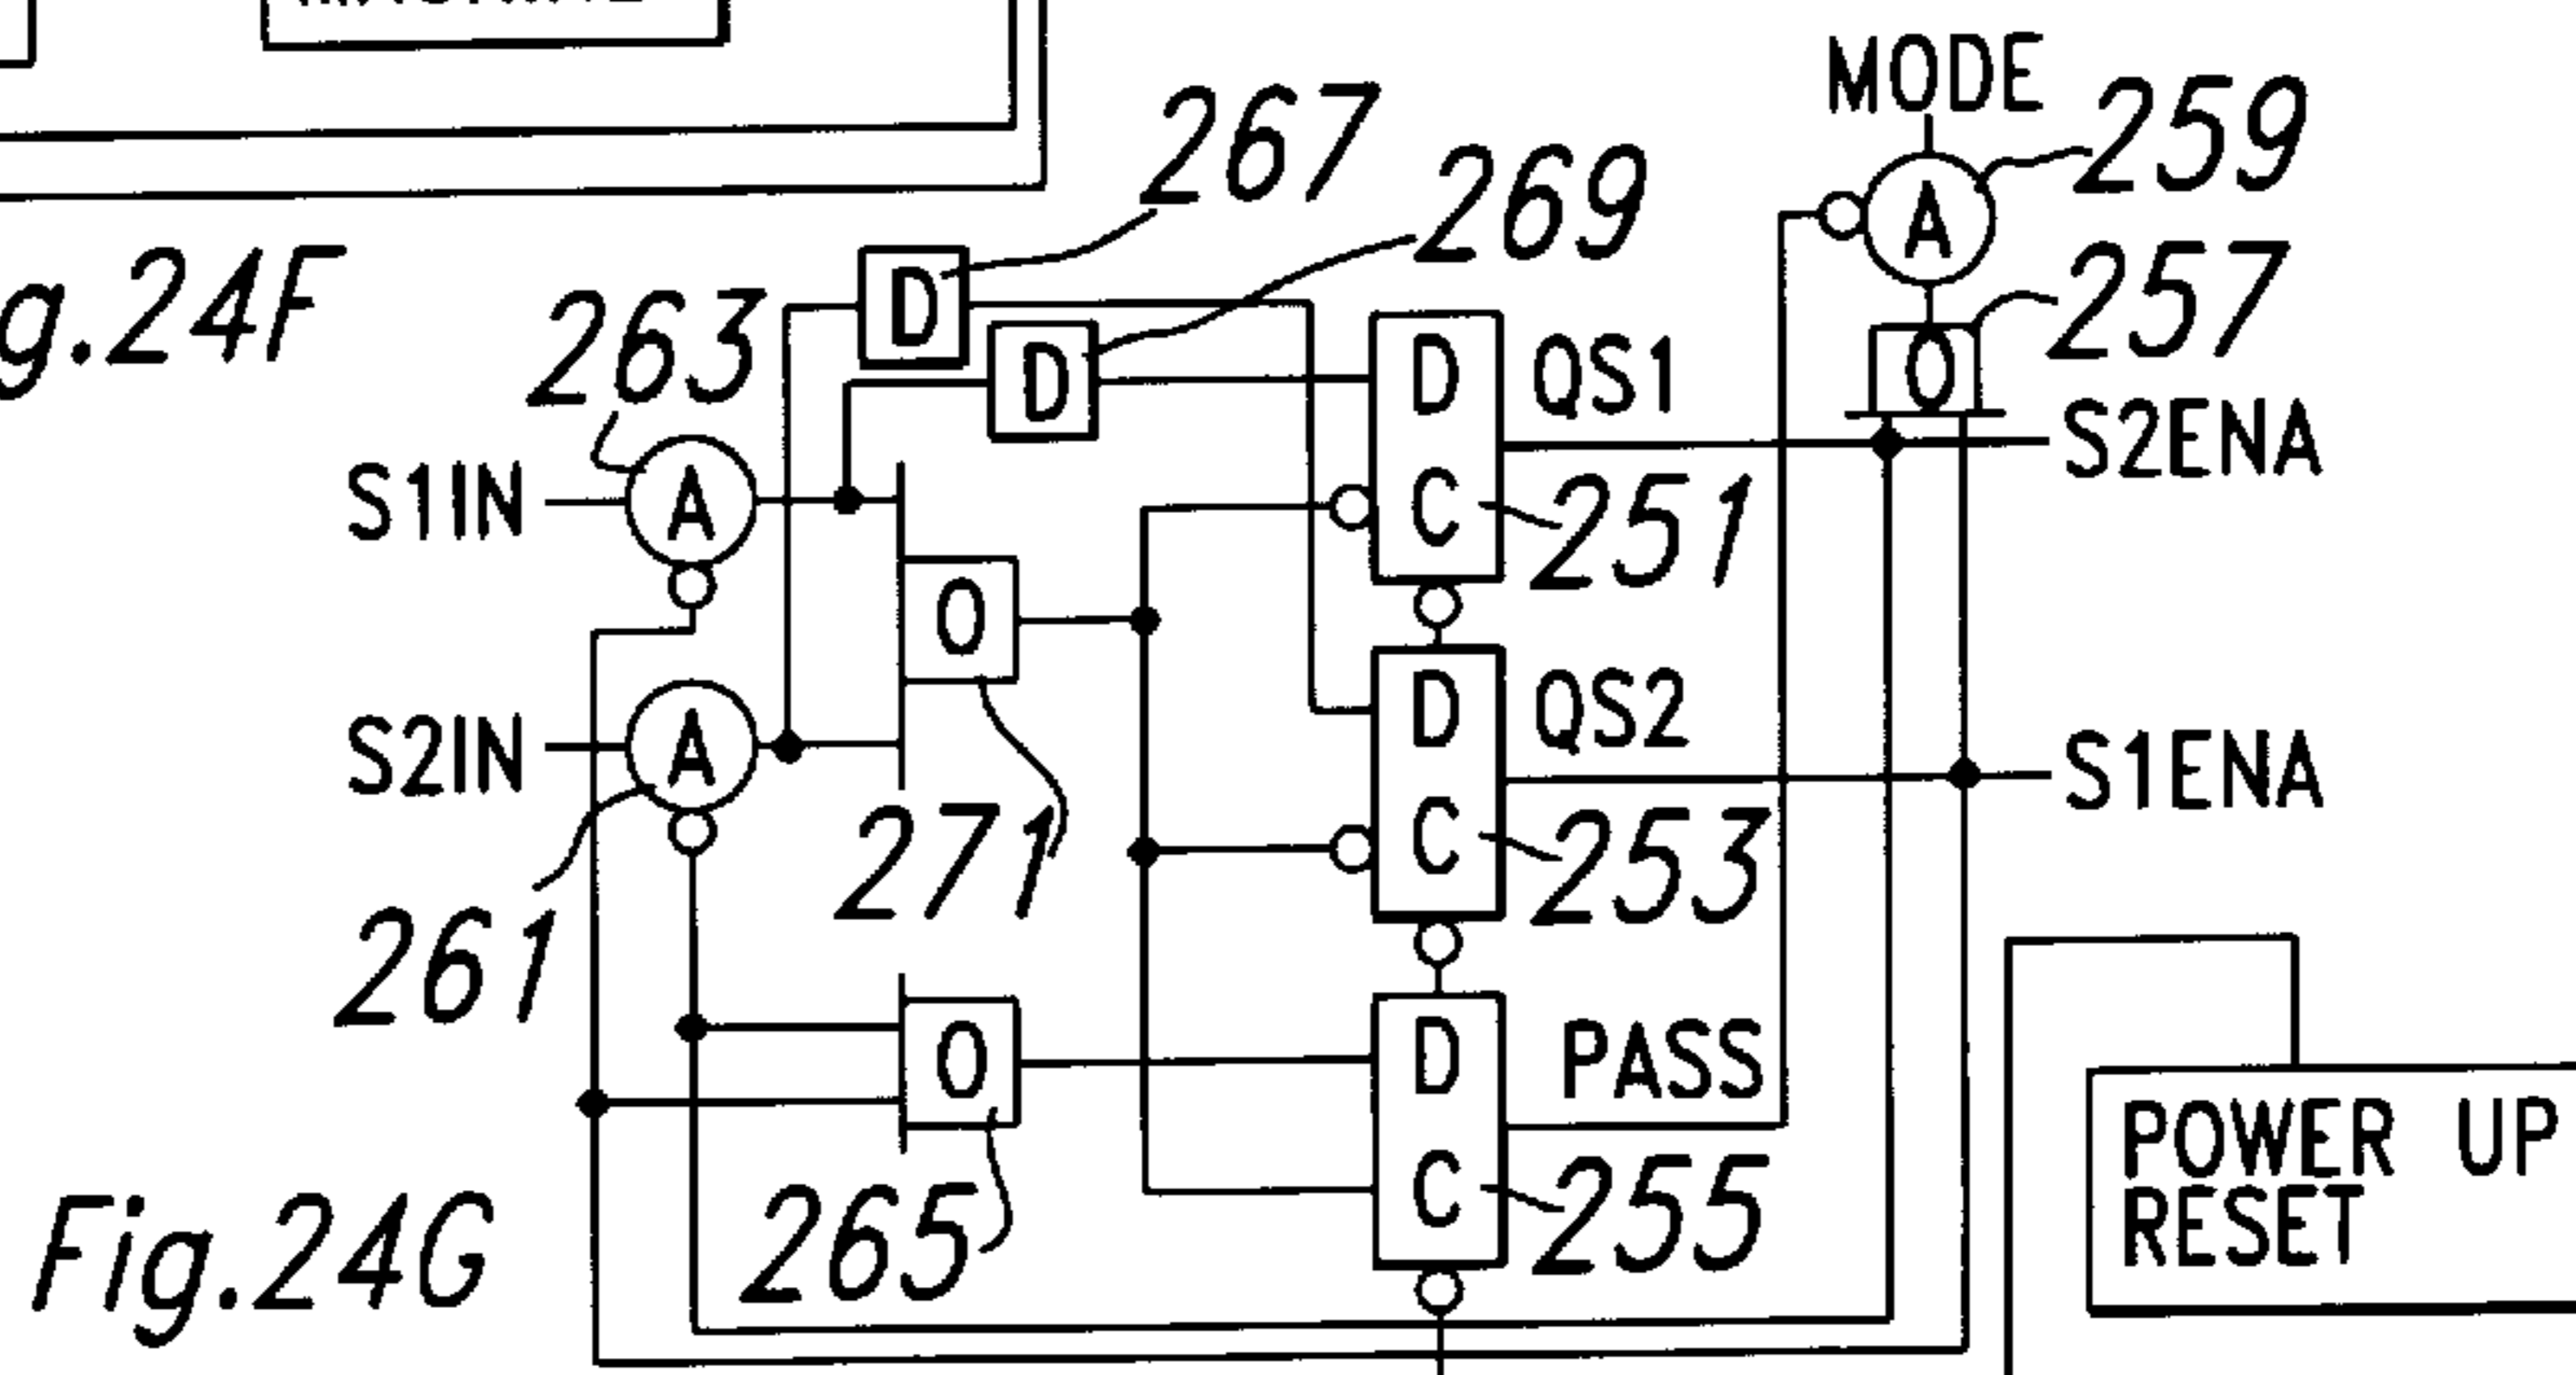 MODE
259
267
269
257
g.24F
263
D
A
O
D
D
QS1
S2ENA
S1IN
A
C
251
O
S2IN
A
D
QS2
S1ENA
271
C
253
261
O
D
PASS
POWER UP
RESET
265
C
255
Fig.24G